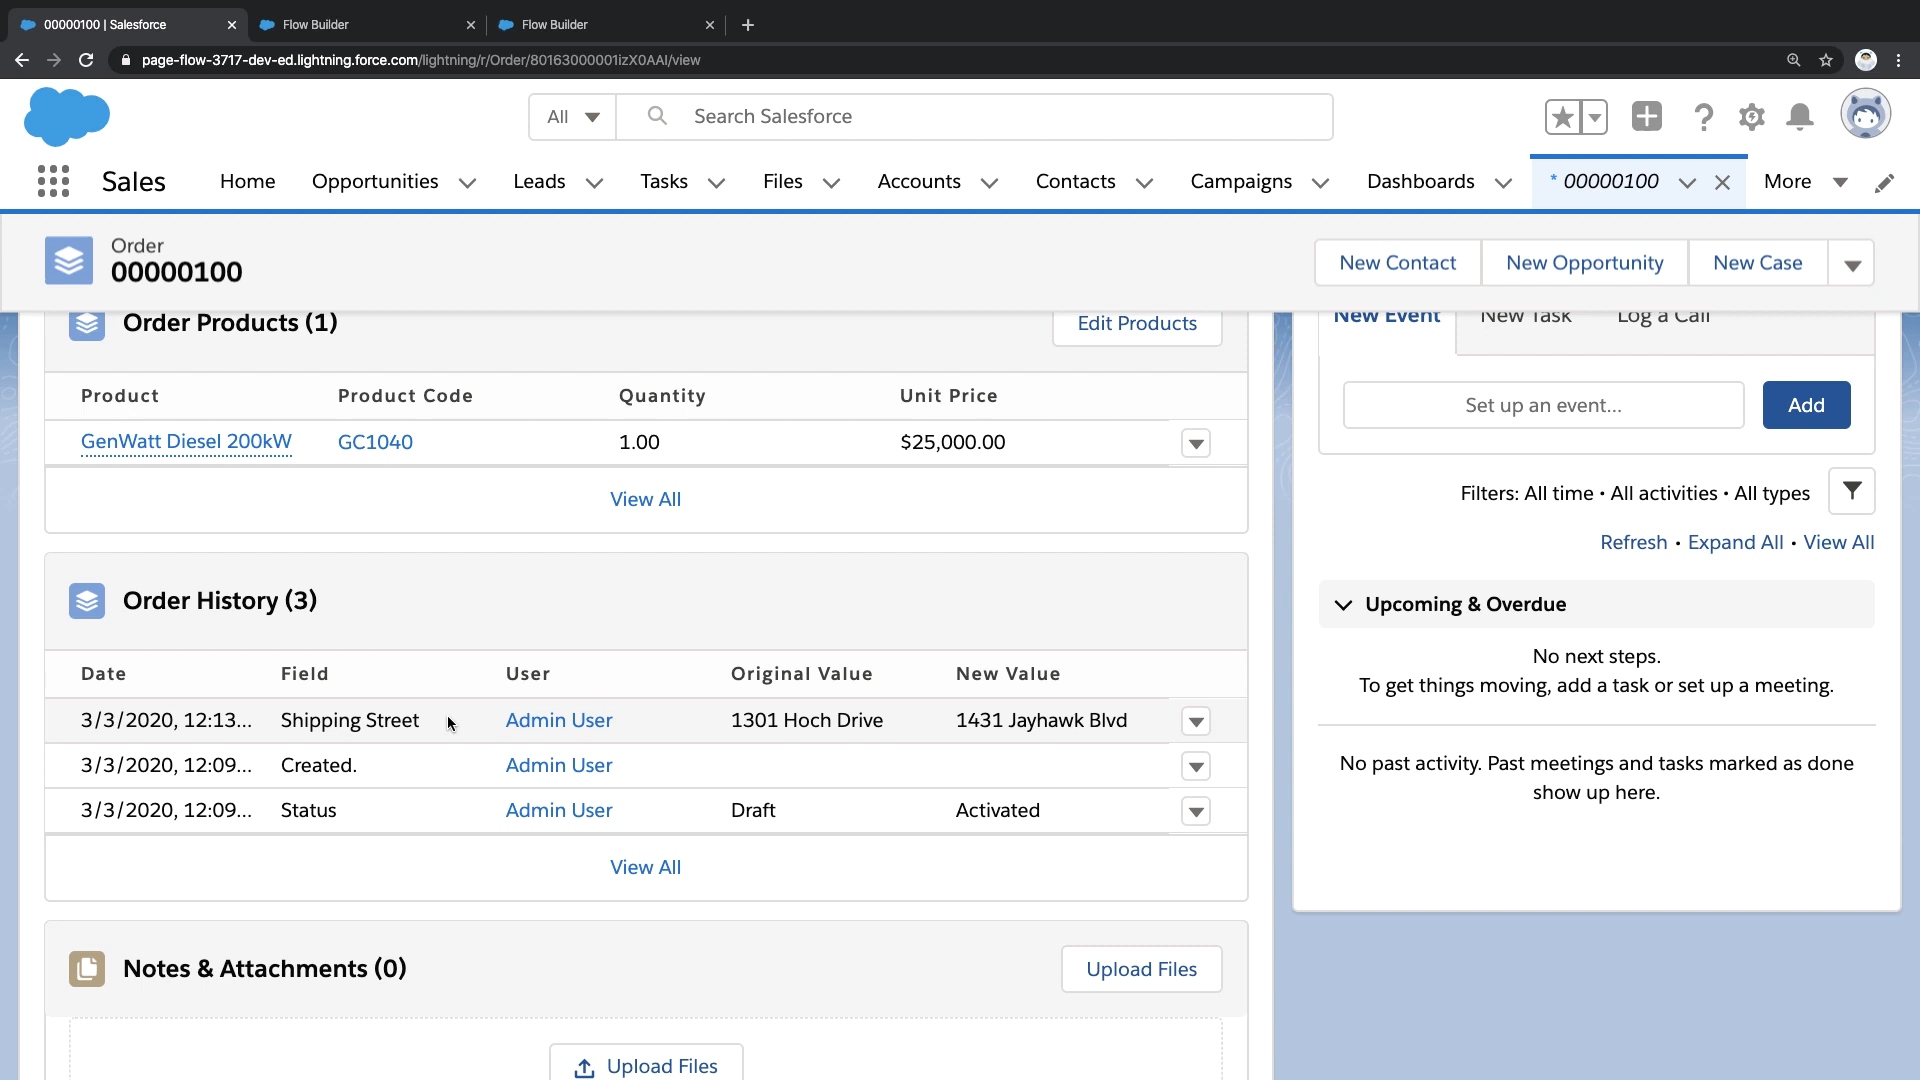 00000100 | Salesforce
Flow Builder
Flow Builder
page-flow-3717-dev-ed.lightning.force.com/lightning/r/Order/80163000001izX0AAI/view
All
Search Salesforce
Sales
Home
Opportunities
Leads
Tasks
Files
Accounts
Contacts
Campaigns
Dashboards
* 00000100
More
Order
00000100
New Contact
New Opportunity
New Case
Order Products (1)
Edit Products
Product Product Code Quantity Unit Price
GenWatt Diesel 200kW GC1040 1.00 $25,000.00
View All
Order History (3)
Date Field User Original Value New Value
3/3/2020, 12:13... Shipping Street Admin User 1301 Hoch Drive 1431 Jayhawk Blvd
3/3/2020, 12:09... Created. Admin User
3/3/2020, 12:09... Status Admin User Draft Activated
View All
Notes & Attachments (0)
Upload Files
Upload Files
New Event
New Task
Log a Call
Set up an event...
Add
Filters: All time • All activities • All types
Refresh • Expand All • View All
Upcoming & Overdue
No next steps.
To get things moving, add a task or set up a meeting.
No past activity. Past meetings and tasks marked as done
show up here.